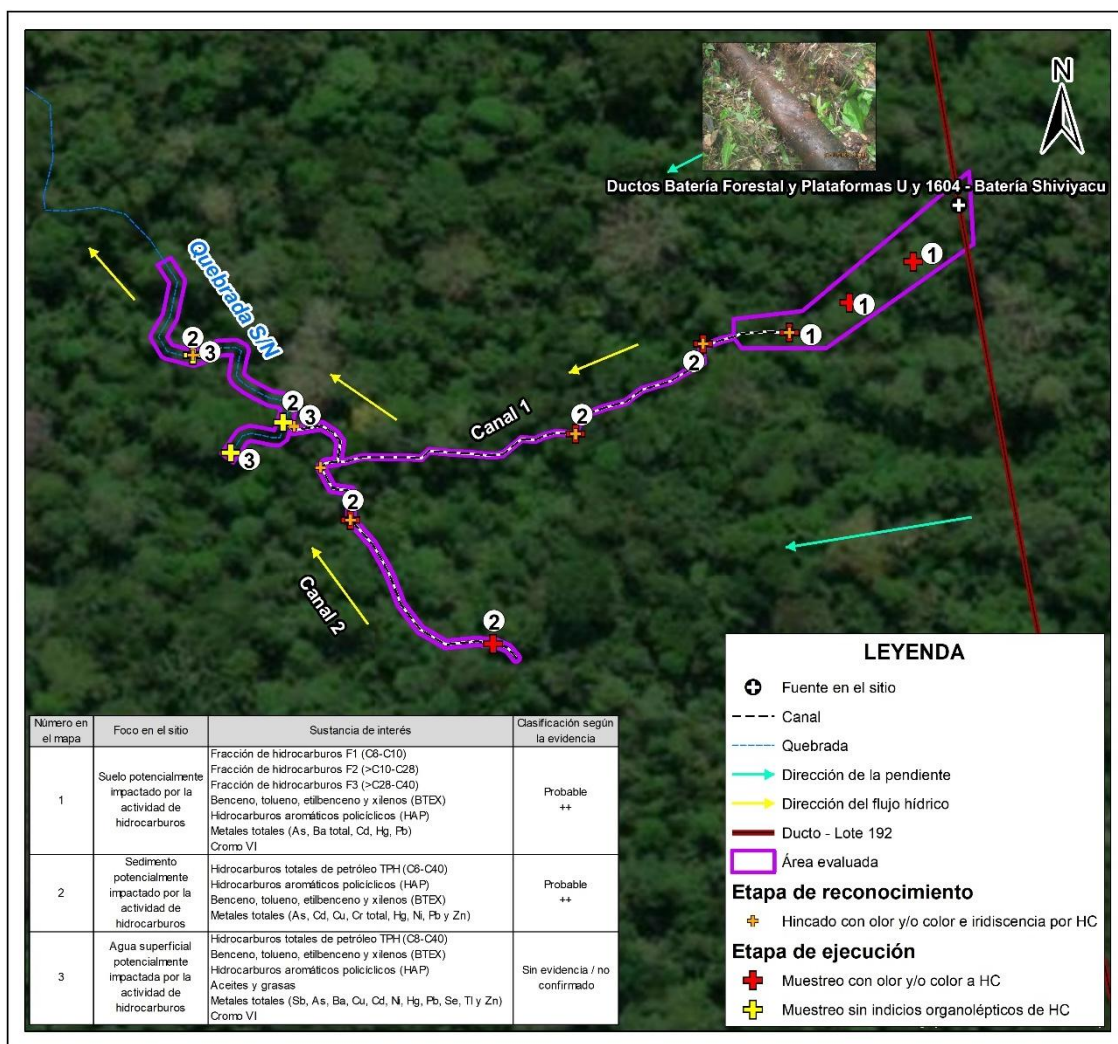 N
Ductos Batería Forestal y Plataformas U y 1604 - Batería Shiviyacu
1
1
1
Quebrada S/N
2
3
2
3
3
2
2
Canal 1
2
Canal 2
2
LEYENDA
Fuente en el sitio
Canal
Quebrada
Dirección de la pendiente
Dirección del flujo hídrico
Ducto - Lote 192
Área evaluada
Etapa de reconocimiento
Hincado con olor y/o color e iridiscencia por HC
Etapa de ejecución
Muestreo con olor y/o color a HC
Muestreo sin indicios organolépticos de HC
Número en
el mapa
Foco en el sitio
Sustancia de interés
Clasificación según
la evidencia
1
Suelo potencialmente
impactado por la
actividad de
hidrocarburos
Fracción de hidrocarburos F1 (C6-C10)
Fracción de hidrocarburos F2 (>C10-C28)
Fracción de hidrocarburos F3 (>C28-C40)
Benceno, tolueno, etilbenceno y xilenos (BTEX)
Hidrocarburos aromáticos policíclicos (HAP)
Metales totales (As, Ba total, Cd, Hg, Pb)
Cromo VI
Probable
++
2
Sedimento
potencialmente
impactado por la
actividad de
hidrocarburos
Hidrocarburos totales de petróleo TPH (C6-C40)
Hidrocarburos aromáticos policíclicos (HAP)
Benceno, tolueno, etilbenceno y xilenos (BTEX)
Metales totales (As, Cd, Cu, Cr total, Hg, Ni, Pb y Zn)
Probable
++
3
Agua superficial
potencialmente
impactada por la
actividad de
hidrocarburos
Hidrocarburos totales de petróleo TPH (C8-C40)
Benceno, tolueno, etilbenceno y xilenos (BTEX)
Hidrocarburos aromáticos policíclicos (HAP)
Aceites y grasas
Metales totales (Sb, As, Ba, Cu, Cd, Ni, Hg, Pb, Se, Tl y Zn)
Cromo VI
Sin evidencia / no
confirmado